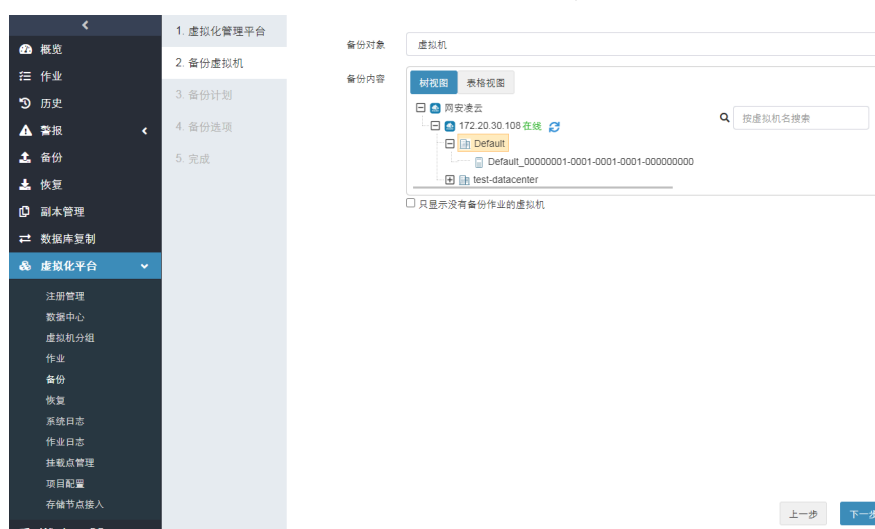 概览
作业
历史
警报
备份
恢复
副本管理
数据库复制
虚拟化平台
注册管理
数据中心
虚拟机分组
作业
备份
恢复
系统日志
作业日志
挂载点管理
项目配置
存储节点接入
1. 虚拟化管理平台
2. 备份虚拟机
3. 备份计划
4. 备份选项
5. 完成
备份对象
虚拟机
备份内容
树视图 表格视图
网安凌云
172.20.30.108 在线
Default
Default_00000001-0001-0001-0001-000000000
test-datacenter
按虚拟机名搜索
只显示没有备份作业的虚拟机
上一步 下一步